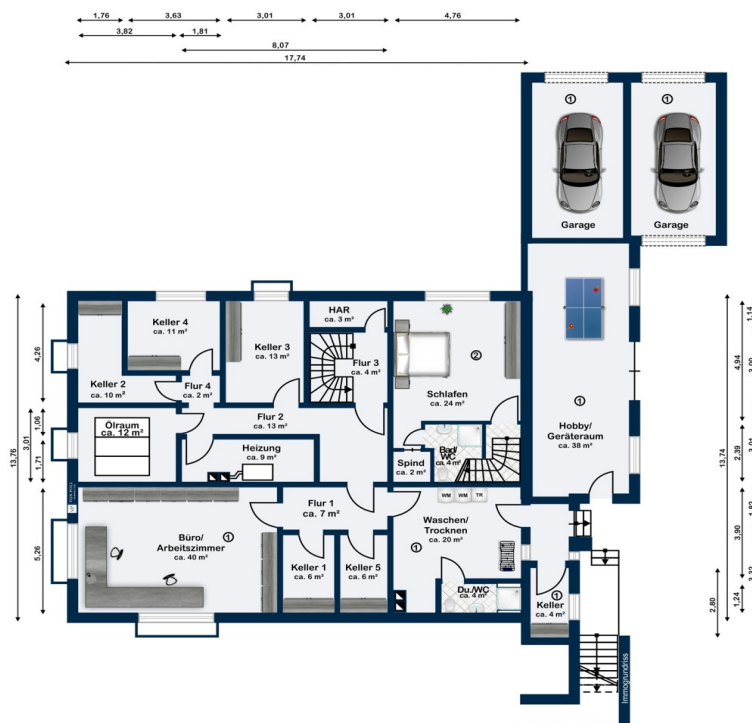 1,76
3,63
3,01
3,01
4,76
3,82
1,81
8,07
17,74
1
1
Garage
Garage
13,76
4,26
3,01
1,06
1,71
5,26
Keller 4
ca. 11 m²
Keller 3
ca. 13 m²
HAR
ca. 3 m²
Flur 3
ca. 4 m²
2
Schlafen
ca. 24 m²
Keller 2
ca. 10 m²
Flur 4
ca. 2 m²
Ölraum
ca. 12 m²
Flur 2
ca. 13 m²
Heizung
ca. 9 m²
Bad/
WC
ca. 4 m²
Spind
ca. 2 m²
1
Hobby/
Geräteraum
ca. 38 m²
Flur 1
ca. 7 m²
WM
WM
TR
Waschen/
Trocknen
ca. 20 m²
1
Büro/
Arbeitszimmer
ca. 40 m²
1
Keller 1
ca. 6 m²
Keller 5
ca. 6 m²
Du./WC
ca. 4 m²
1
Keller
ca. 4 m²
1,14
4,94
2,39
13,74
3,90
2,80
1,24
Immogrundriss